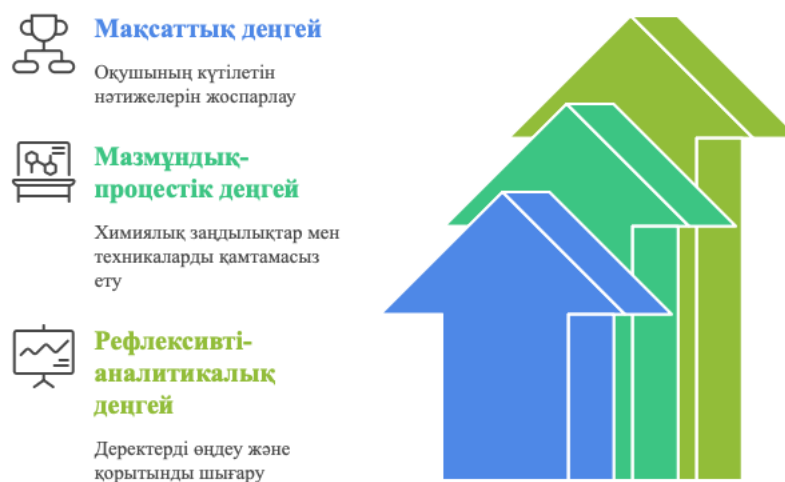 Мақсаттық деңгей
Оқушының күтілетін
нәтижелерін жоспарлау
Мазмұндық-
процестік деңгей
Химиялық заңдылықтар мен
техникаларды қамтамасыз
ету
Рефлексивті-
аналитикалық
деңгей
Деректерді өңдеу және
қорытынды шығару